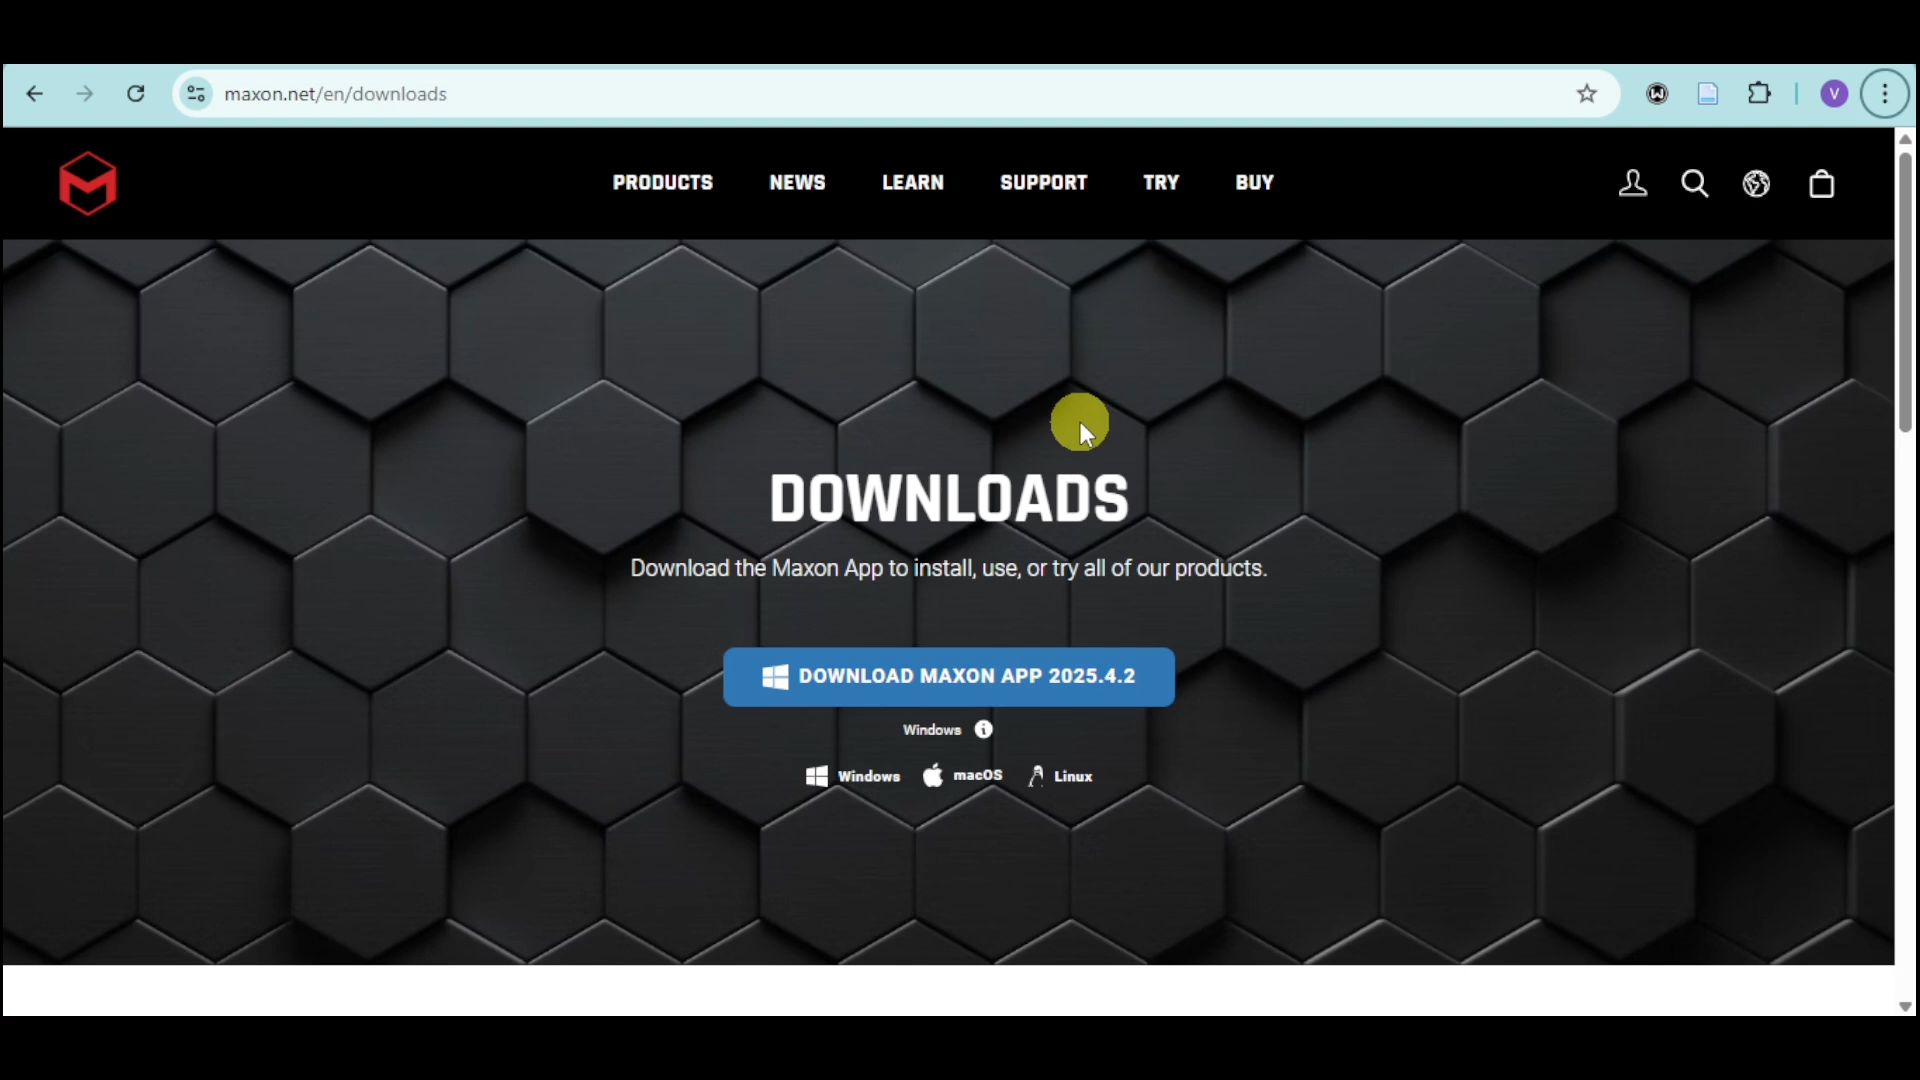 maxon.net/en/downloads
V
PRODUCTS NEWS LEARN SUPPORT TRY BUY
DOWNLOADS
Download the Maxon App to install, use, or try all of our products.
DOWNLOAD MAXON APP 2025.4.2
Windows
Windows macOS Linux